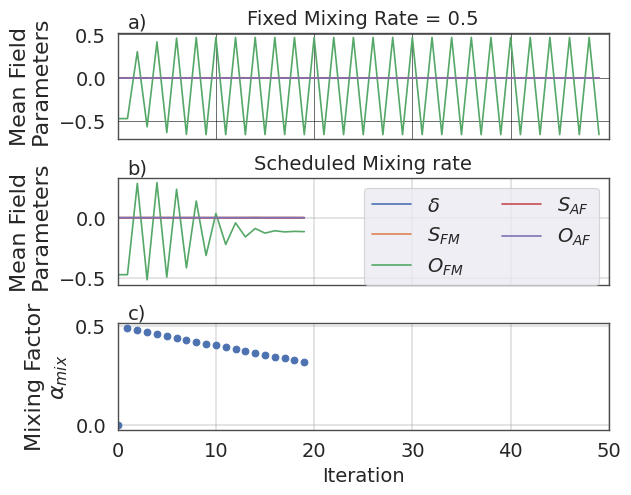 a)
Fixed Mixing Rate = 0.5
Mean Field
Parameters
0.5
0.0
−0.5
b)
Scheduled Mixing rate
Mean Field
Parameters
0.0
−0.5
δ
S_FM
O_FM
S_AF
O_AF
c)
Mixing Factor
α_mix
0.5
0.0
0 10 20 30 40 50
Iteration